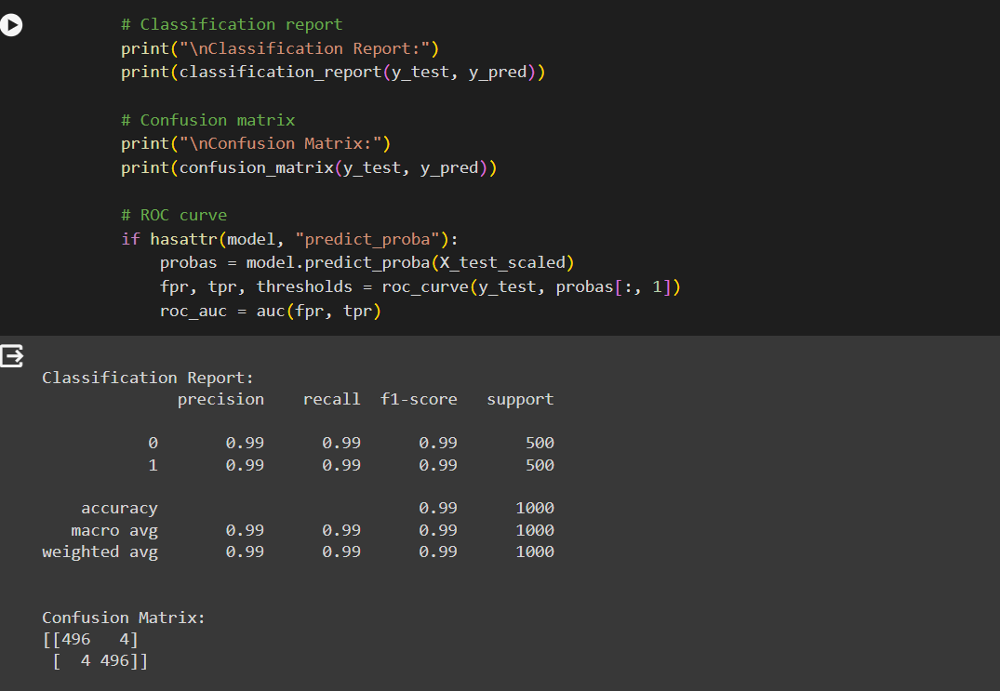 # Classification report
print("\nClassification Report:")
print(classification_report(y_test, y_pred))
# Confusion matrix
print("\nConfusion Matrix:")
print(confusion_matrix(y_test, y_pred))
# ROC curve
if hasattr(model, "predict_proba"):
probas = model.predict_proba(X_test_scaled)
fpr, tpr, thresholds = roc_curve(y_test, probas[:, 1])
roc_auc = auc(fpr, tpr)
Classification Report:
precision recall f1-score support
0 0.99 0.99 0.99 500
1 0.99 0.99 0.99 500
accuracy 0.99 1000
macro avg 0.99 0.99 0.99 1000
weighted avg 0.99 0.99 0.99 1000
Confusion Matrix:
[[496 4]
[ 4 496]]